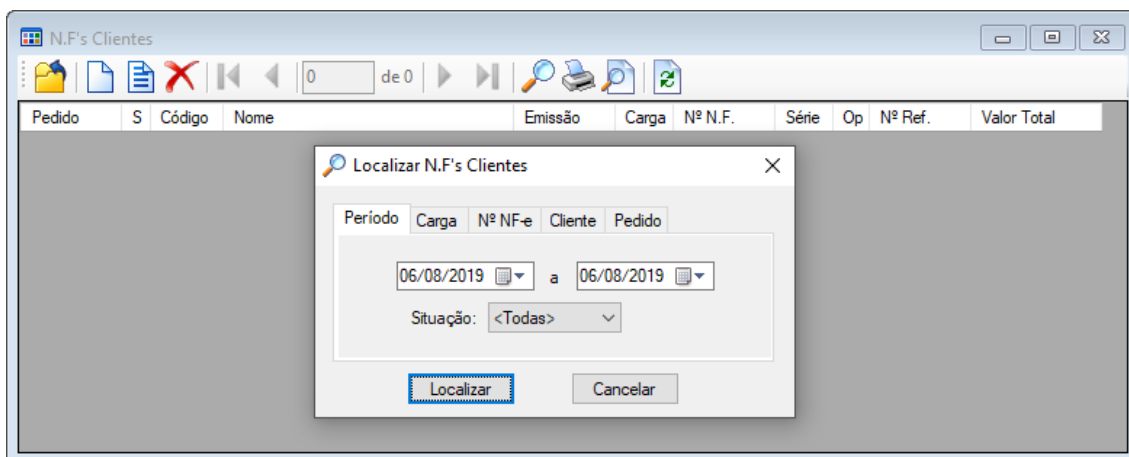 N.F's Clientes
0 de 0
Pedido S Código Nome Emissão Carga Nº N.F. Série Op Nº Ref. Valor Total
Localizar N.F's Clientes
Período Carga Nº NF-e Cliente Pedido
06/08/2019 a 06/08/2019
Situação: <Todas>
Localizar Cancelar